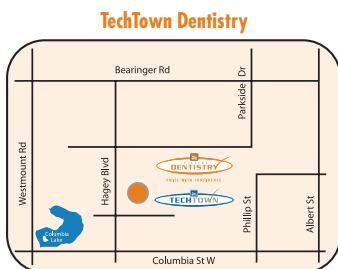 TechTown Dentistry
Bearinger Rd
Parkside Dr
Westmount Rd
Hagey Blvd
DENTISTRY
TECHTOWN
Phillip St
Albert St
Columbia
Lake
Columbia St W